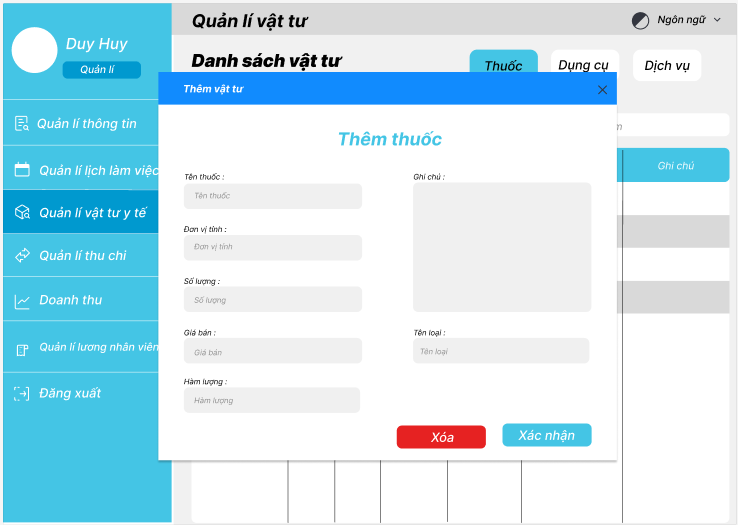 Duy Huy
Quản lí
Quản lí thông tin
Quản lí lịch làm việc
Quản lí vật tư y tế
Quản lí thu chi
Doanh thu
Quản lí lương nhân viên
Đăng xuất
Quản lí vật tư
Ngôn ngữ
Danh sách vật tư
Thuốc
Dụng cụ
Dịch vụ
Ghi chú
Thêm vật tư
Thêm thuốc
Tên thuốc :
Tên thuốc
Đơn vị tính :
Đơn vị tính
Số lượng :
Số lượng
Giá bán :
Giá bán
Hàm lượng :
Hàm lượng
Ghi chú :
Tên loại :
Tên loại
Xóa
Xác nhận